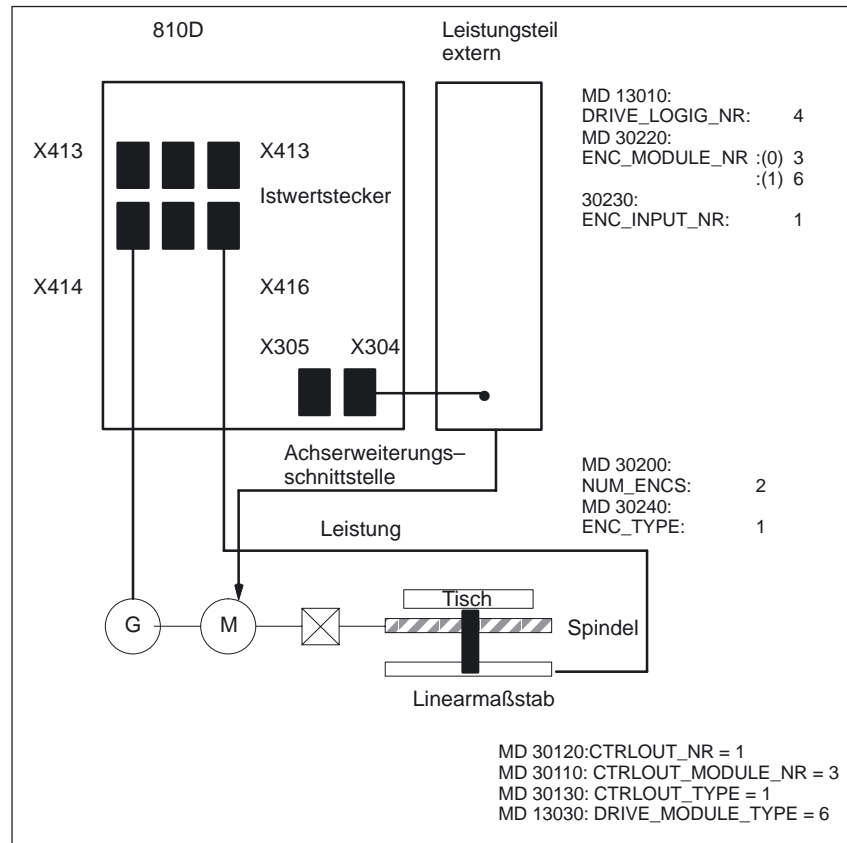 810D
Leistungsteil
extern
MD 13010:
DRIVE_LOGIG_NR: 4
MD 30220:
ENC_MODULE_NR :(0) 3
:(1) 6
30230:
ENC_INPUT_NR: 1
X413
X413
Istwertstecker
X414
X416
X305
X304
Achserweiterungs–
schnittstelle
MD 30200:
NUM_ENCS: 2
MD 30240:
ENC_TYPE: 1
Leistung
G
M
Tisch
Spindel
Linearmaßstab
MD 30120:CTRLOUT_NR = 1
MD 30110: CTRLOUT_MODULE_NR = 3
MD 30130: CTRLOUT_TYPE = 1
MD 13030: DRIVE_MODULE_TYPE = 6